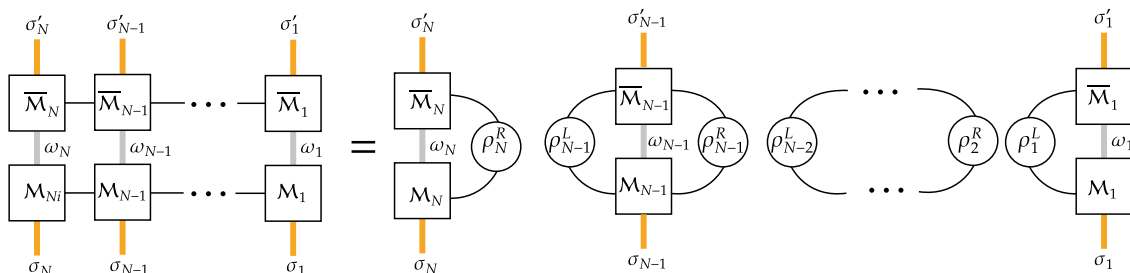 σ′_N σ′_{N−1} σ′_1 σ′_N σ′_{N−1} σ′_1
M̅_N M̅_{N−1} ••• M̅_1 M̅_N M̅_{N−1} ••• M̅_1
ω_N ω_{N−1} ω_1 = ω_N ρ^R_N ρ^L_{N−1} ω_{N−1} ρ^R_{N−1} ρ^L_{N−2} ρ^R_2 ρ^L_1 ω_1
M_{Ni} M_{N−1} ••• M_1 M_N M_{N−1} ••• M_1
σ_N σ_{N−1} σ_1 σ_N σ_{N−1} σ_1